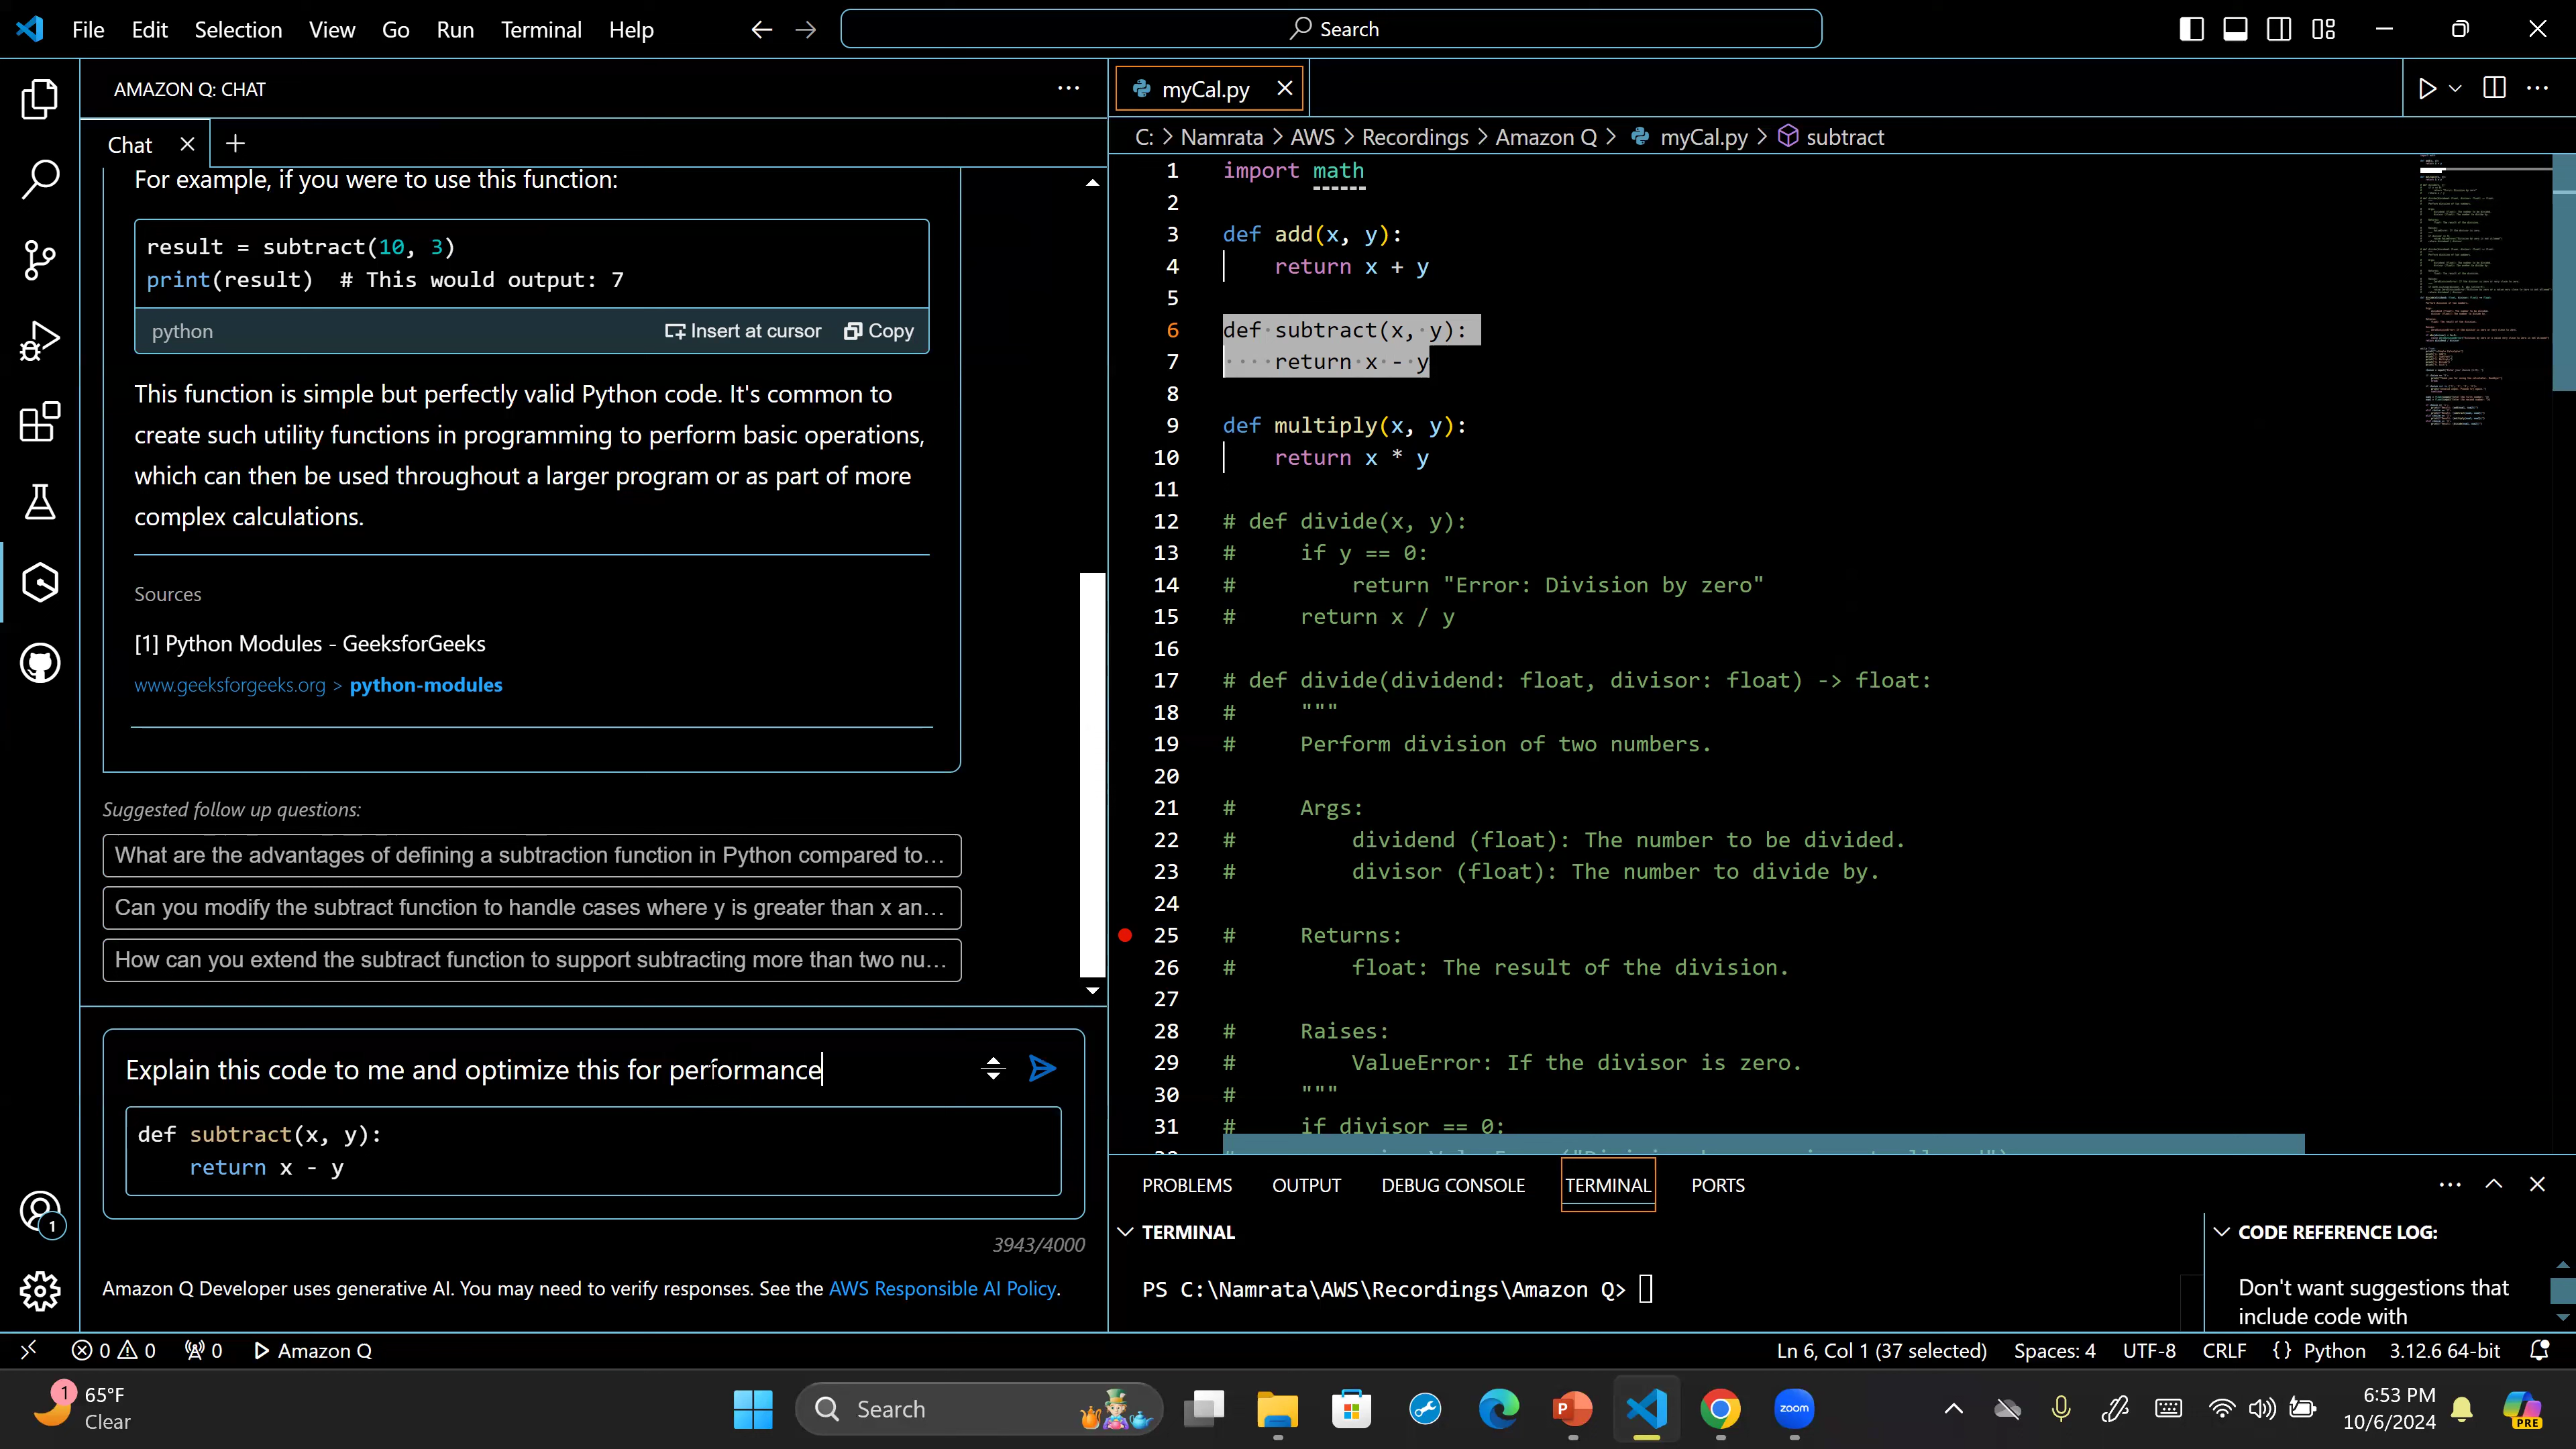 File Edit Selection View Go Run Terminal Help
Search
AMAZON Q: CHAT
Chat
For example, if you were to use this function:
result = subtract(10, 3)
print(result)  # This would output: 7
python Insert at cursor Copy
This function is simple but perfectly valid Python code. It's common to
create such utility functions in programming to perform basic operations,
which can then be used throughout a larger program or as part of more
complex calculations.
Sources
[1] Python Modules - GeeksforGeeks
www.geeksforgeeks.org > python-modules
Suggested follow up questions:
What are the advantages of defining a subtraction function in Python compared to...
Can you modify the subtract function to handle cases where y is greater than x an...
How can you extend the subtract function to support subtracting more than two nu...
Explain this code to me and optimize this for performance
def subtract(x, y):
    return x - y
3943/4000
Amazon Q Developer uses generative AI. You may need to verify responses. See the AWS Responsible AI Policy.
myCal.py
C: > Namrata > AWS > Recordings > Amazon Q > myCal.py > subtract
1 import math
2
3 def add(x, y):
4     return x + y
5
6 def subtract(x, y):
7     return x - y
8
9 def multiply(x, y):
10     return x * y
11
12 # def divide(x, y):
13 #     if y == 0:
14 #         return "Error: Division by zero"
15 #     return x / y
16
17 # def divide(dividend: float, divisor: float) -> float:
18 #     """
19 #     Perform division of two numbers.
20
21 #     Args:
22 #         dividend (float): The number to be divided.
23 #         divisor (float): The number to divide by.
24
25 #     Returns:
26 #         float: The result of the division.
27
28 #     Raises:
29 #         ValueError: If the divisor is zero.
30 #     """
31 #     if divisor == 0:
PROBLEMS OUTPUT DEBUG CONSOLE TERMINAL PORTS
TERMINAL
PS C:\Namrata\AWS\Recordings\Amazon Q>
CODE REFERENCE LOG:
Don't want suggestions that
include code with
1
0 0 0 Amazon Q
Ln 6, Col 1 (37 selected) Spaces: 4 UTF-8 CRLF {} Python 3.12.6 64-bit
1 65°F
Clear
Search
zoom
6:53 PM
10/6/2024
PRE